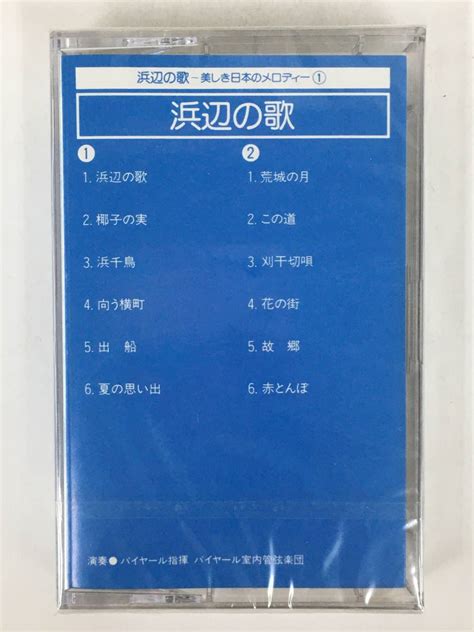 浜辺の歌~美しき日本のメロディー①
浜辺の歌
❶
1. 浜辺の歌
2. 椰子の実
3. 浜千鳥
4. 向う横町
5. 出 船
6. 夏の思い出
❷
1. 荒城の月
2. この道
3. 刈干切唄
4. 花の街
5. 故 郷
6. 赤とんぼ
演奏●パイヤール指揮 パイヤール室内管弦楽団